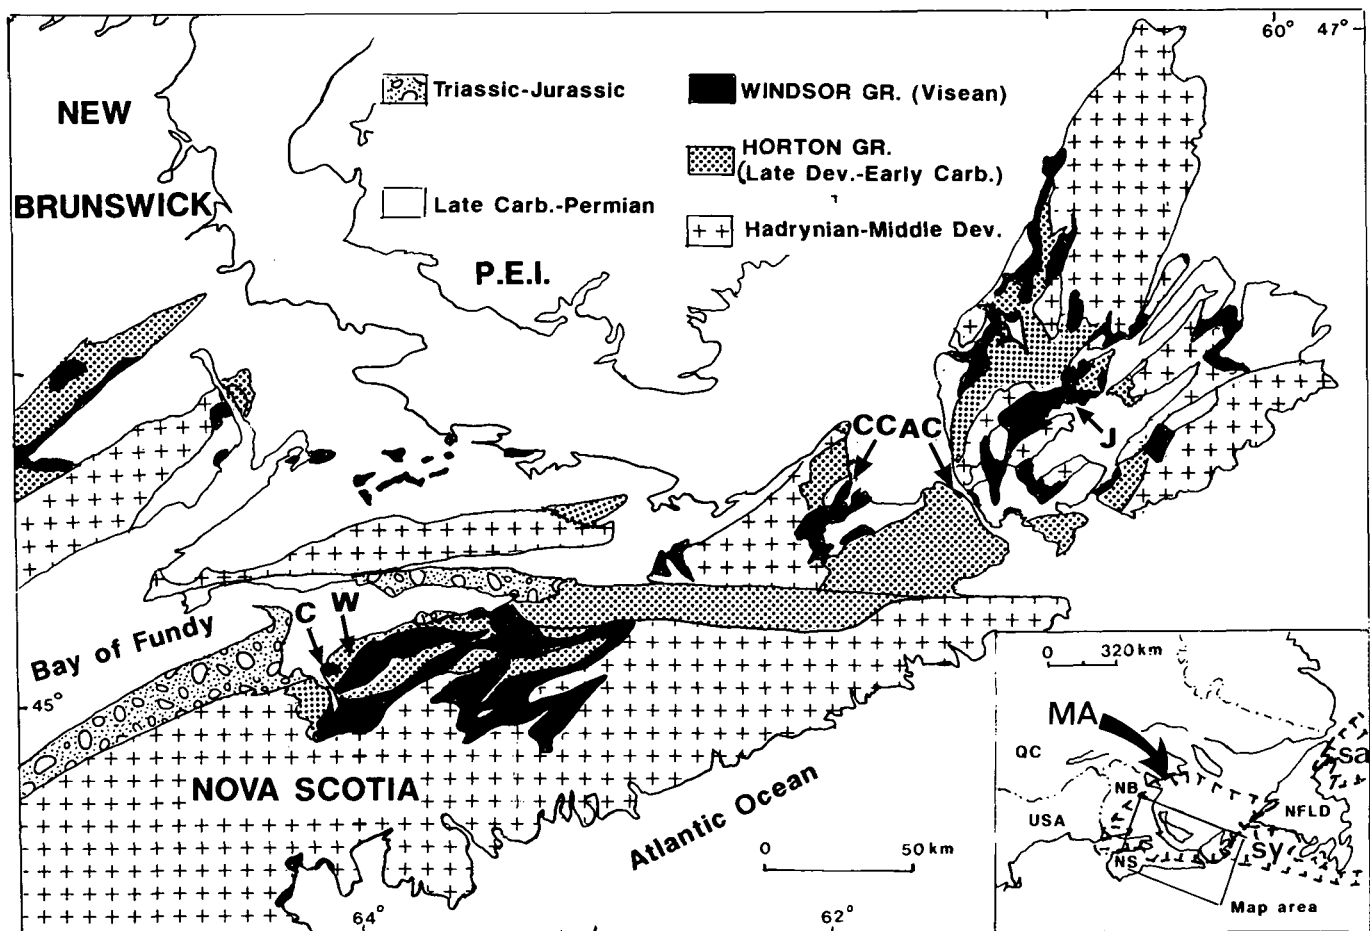 60° 47°
NEW
BRUNSWICK
Triassic-Jurassic
Late Carb.-Permian
WINDSOR GR. (Visean)
HORTON GR.
(Late Dev.-Early Carb.)
Hadrynian-Middle Dev.
P.E.I.
CC AC
J
C W
Bay of Fundy
45°
NOVA SCOTIA
Atlantic Ocean
0 50 km
64° 62°
0 320 km
MA
QC
sa
NB
USA
NFLD
NS
sy
Map area